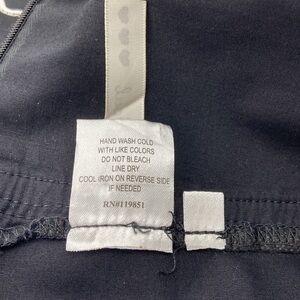 HAND WASH COLD
WITH LIKE COLORS
DO NOT BLEACH
LINE DRY
COOL IRON ON REVERSE SIDE
IF NEEDED
RN#119851